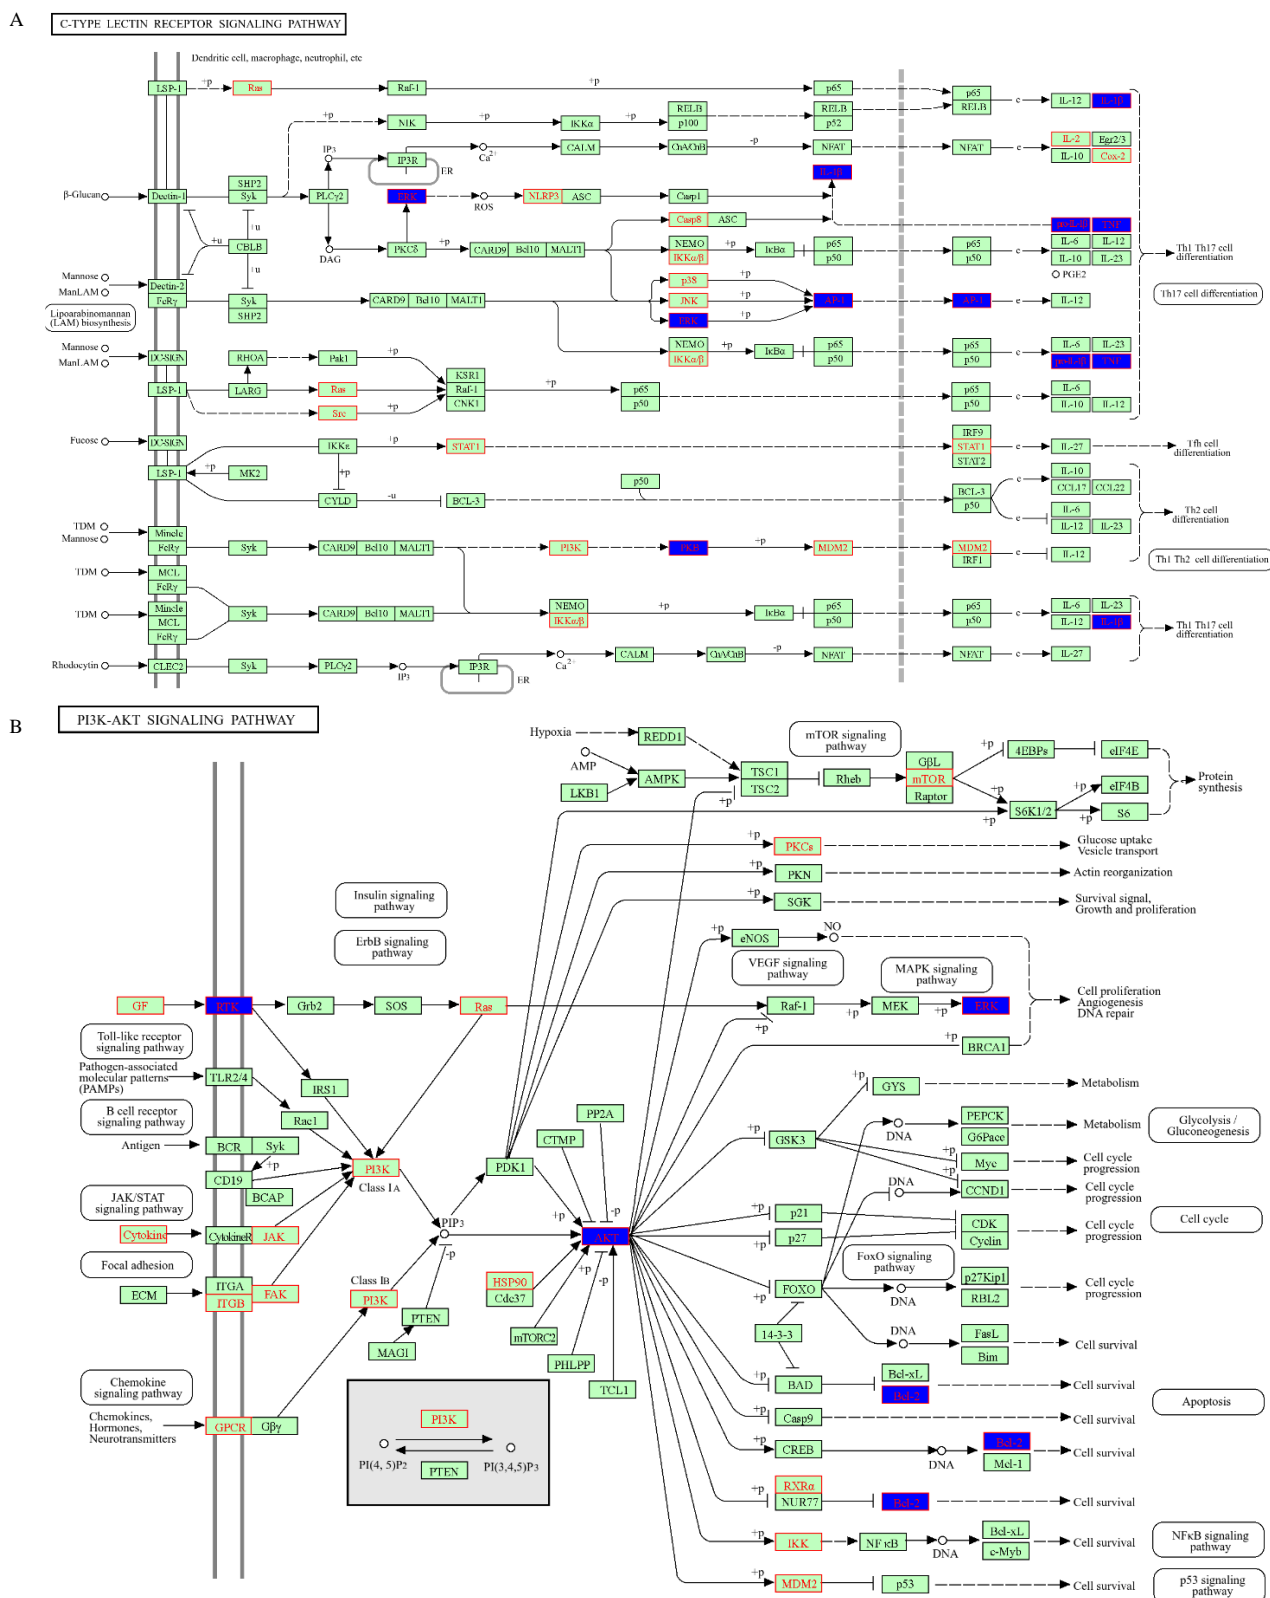 A
C-TYPE LECTIN RECEPTOR SIGNALING PATHWAY
Dendritic cell, macrophage, neutrophil, etc
LSP-1 +p Ras Raf-1 +p p65 p65 RELB e IL-12 IL-1β
NIK +p IKKα +p RELB p100 RELB p52
IP3 IP3R ER Ca2+ CALM CnA/CnB -p NFAT NFAT e IL-2 Egr2/3
IL-10 Cox-2
β-Glucan Dectin-1 SHP2 Syk PLCγ2 ERK ROS NLRP3 ASC Casp1 IL-1β
Casp8 ASC proIL-1β TNF
+u CBLB +u DAG PKCδ +p CARD9 Bcl10 MALT1 NEMO IKKα/β +p IκBα p65 p50 p65 p50 e IL-6 IL-12
IL-10 IL-23
PGE2
Th1 Th17 cell
differentiation
+u
Mannose
ManLAM
Dectin-2
FcRγ Syk SHP2 CARD9 Bcl10 MALT1
p38 +p
JNK +p AP-1 AP-1 e IL-12
ERK +p
Th17 cell differentiation
Lipoarabinomannan
(LAM) biosynthesis
Mannose
ManLAM
DC-SIGN RHOA Pak1 +p NEMO IKKα/β +p IκBα p65 p50 p65 p50 e IL-6 IL-23
proIL-1β TNF
LSP-1 LARG Ras KSR1 Raf-1 CNK1 +p p65 p50 p65 p50 e IL-6
IL-10 IL-12
Src +p
Fucose DC-SIGN IKKε +p STAT1 IRF9 STAT1 STAT2 e IL-27 Tfh cell
differentiation
LSP-1 +p MK2 +p
CYLD -u BCL-3 p50 BCL-3 p50 e IL-10
CCL17 CCL22
e IL-6
IL-12 IL-23
Th2 cell
differentiation
TDM
Mannose
Mincle
FcRγ Syk CARD9 Bcl10 MALT1 PI3K PKB +p MDM2 MDM2 IRF1 e IL-12
Th1 Th2 cell differentiation
TDM MCL
FcRγ
TDM Mincle
MCL
FcRγ
Syk CARD9 Bcl10 MALT1 NEMO IKKα/β +p IκBα p65 p50 p65 p50 e IL-6 IL-23
IL-12 IL-1β
Th1 Th17 cell
differentiation
Rhodocytin CLEC2 Syk PLCγ2 IP3 IP3R ER Ca2+ CALM CnA/CnB -p NFAT NFAT e IL-27
B
PI3K-AKT SIGNALING PATHWAY
Hypoxia REDD1
mTOR signaling
pathway
AMP
LKB1 AMPK TSC1 TSC2 +p Rheb GβL mTOR Raptor
+p 4EBPs eIF4E
+p S6K1/2 +p eIF4B
+p S6
+p
Protein
synthesis
+p PKCs Glucose uptake
Vesicle transport
+p PKN Actin reorganization
+p SGK Survival signal,
Growth and proliferation
Insulin signaling
pathway
ErbB signaling
pathway
+p eNOS NO
VEGF signaling
pathway
MAPK signaling
pathway
GF RTK Grb2 SOS Ras Raf-1 +p MEK +p ERK
+p
BRCA1
Cell proliferation
Angiogenesis
DNA repair
Toll-like receptor
signaling pathway
Pathogen-associated
molecular patterns
(PAMPs)
TLR2/4 IRS1
Rac1
B cell receptor
signaling pathway
Antigen BCR Syk
+p
CD19 BCAP
PI3K
Class IA
PDK1 CTMP PP2A
+p GYS Metabolism
+p GSK3
DNA PEPCK Metabolism
G6Pace
Glycolysis /
Gluconeogenesis
Myc Cell cycle
progression
DNA CCND1 Cell cycle
progression
JAK/STAT
signaling pathway
Cytokine CytokineR JAK
PIP3 +p -p AKT
+p p21
+p p27
CDK
Cyclin
Cell cycle
progression
Cell cycle
Focal adhesion
ECM ITGA ITGB FAK
Class IB
PI3K -p
PTEN
MAGI
HSP90
Cdc37
+p
mTORC2
-p
PHLPP
TCL1
FoxO signaling
pathway
+p FOXO DNA p27Kip1
RBL2
Cell cycle
progression
14-3-3 DNA FasL
Bim
Cell survival
+p BAD Bcl-xL
Bcl-2
Cell survival
Apoptosis
+p Casp9 Cell survival
+p CREB DNA Bcl-2
Mcl-1
Cell survival
Chemokine
signaling pathway
Chemokines,
Hormones,
Neurotransmitters
GPCR Gβγ
PI3K
PI(4, 5)P2 PI(3,4,5)P3
PTEN
+p RXRα
NUR77 Bcl-2 Cell survival
+p IKK NFκB DNA Bcl-xL
c-Myb
Cell survival
NFκB signaling
pathway
+p MDM2 p53 Cell survival
p53 signaling
pathway